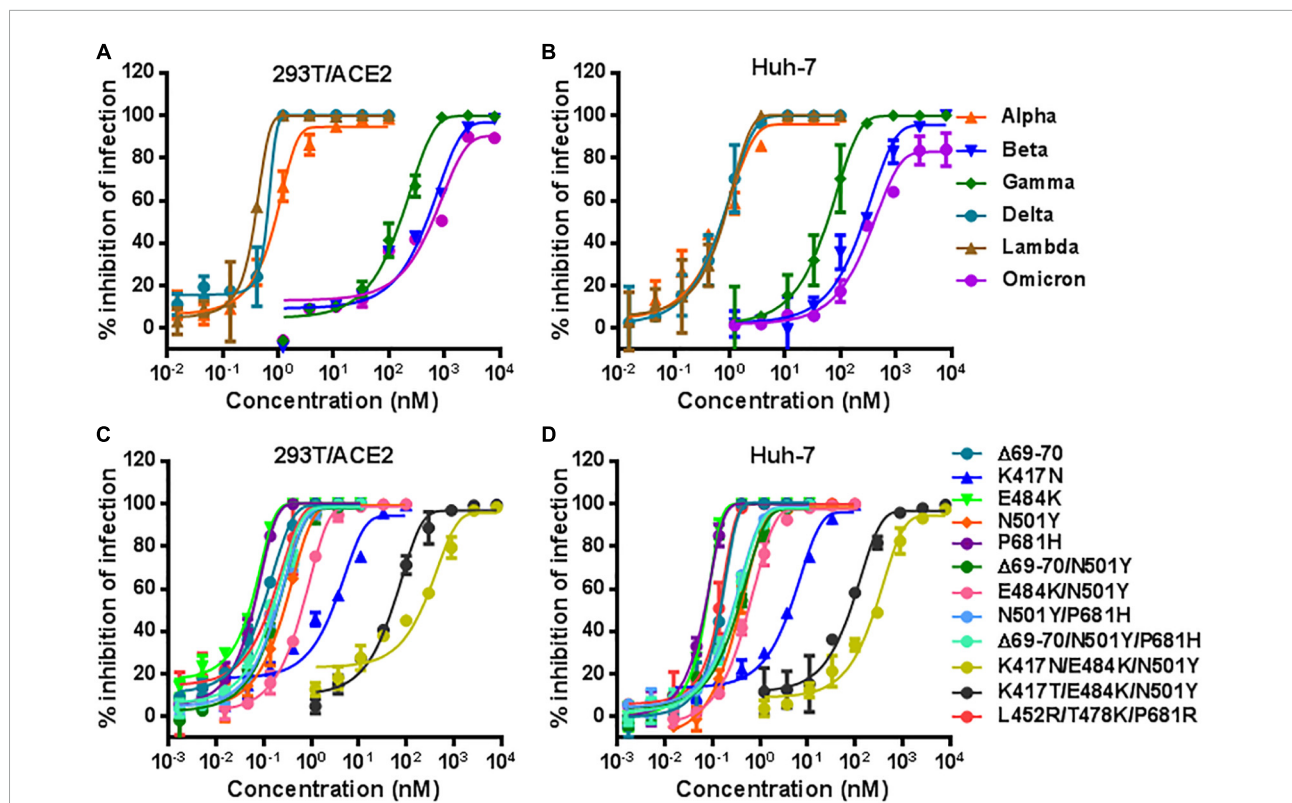 A
293T/ACE2
% inhibition of infection
120
100
80
60
40
20
0
10-2
10-1
100
101
102
103
104
Concentration (nM)
B
Huh-7
% inhibition of infection
120
100
80
60
40
20
0
10-2
10-1
100
101
102
103
104
Concentration (nM)
Alpha
Beta
Gamma
Delta
Lambda
Omicron
C
293T/ACE2
% inhibition of infection
120
100
80
60
40
20
0
10-3
10-2
10-1
100
101
102
103
104
Concentration (nM)
D
Huh-7
% inhibition of infection
120
100
80
60
40
20
0
10-3
10-2
10-1
100
101
102
103
104
Concentration (nM)
Δ69-70
K417N
E484K
N501Y
P681H
Δ69-70/N501Y
E484K/N501Y
N501Y/P681H
Δ69-70/N501Y/P681H
K417N/E484K/N501Y
K417T/E484K/N501Y
L452R/T478K/P681R